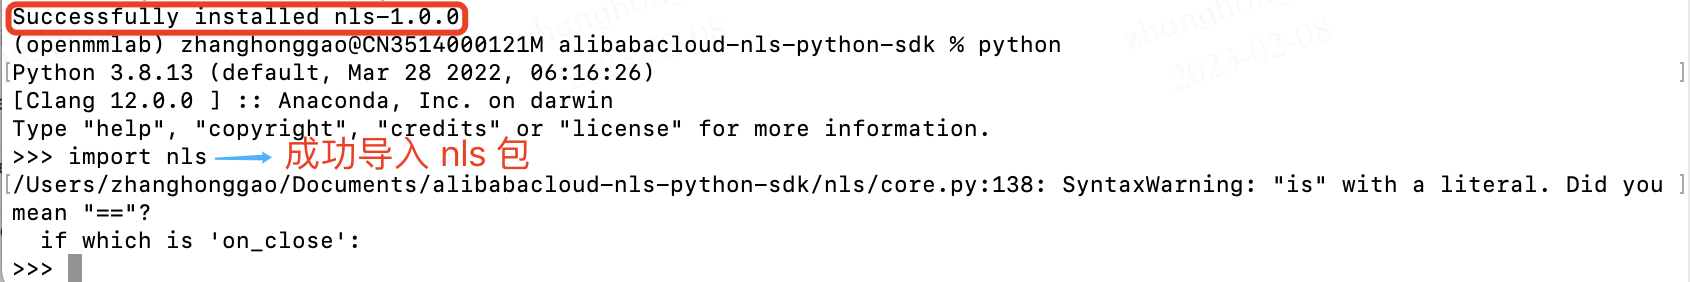 Successfully installed nls-1.0.0
(openmmlab) zhanghonggao@CN3514000121M alibabacloud-nls-python-sdk % python
[Python 3.8.13 (default, Mar 28 2022, 06:16:26) ]
[Clang 12.0.0 ] :: Anaconda, Inc. on darwin
Type "help", "copyright", "credits" or "license" for more information.
>>> import nls 成功导入 nls 包
[/Users/zhanghonggao/Documents/alibabacloud-nls-python-sdk/nls/core.py:138: SyntaxWarning: "is" with a literal. Did you ]
mean "=="?
  if which is 'on_close':
>>>
zhanghonggao
2023-02-08